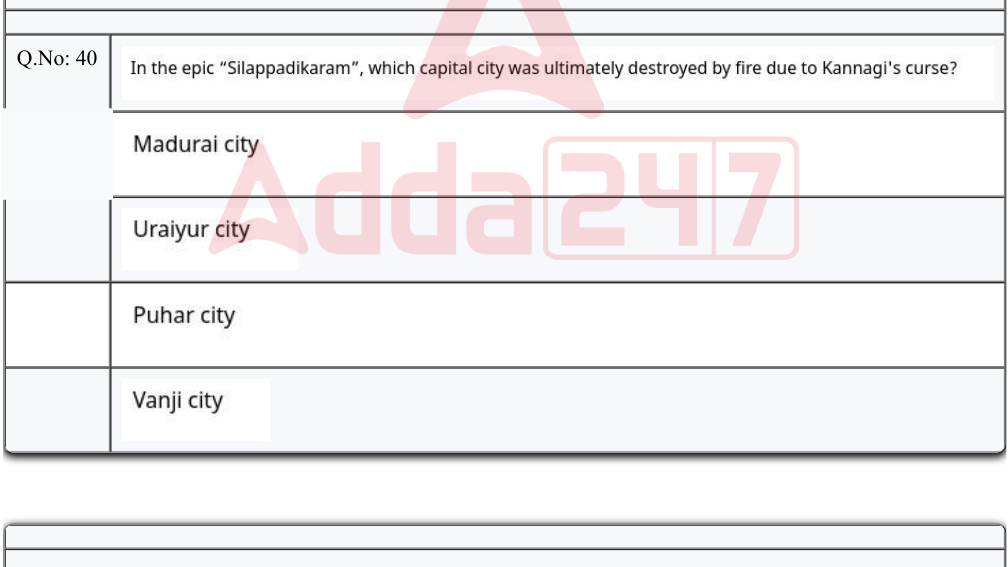 Q.No: 40
In the epic “Silappadikaram”, which capital city was ultimately destroyed by fire due to Kannagi's curse?
Madurai city
Adda247
Uraiyur city
Puhar city
Vanji city